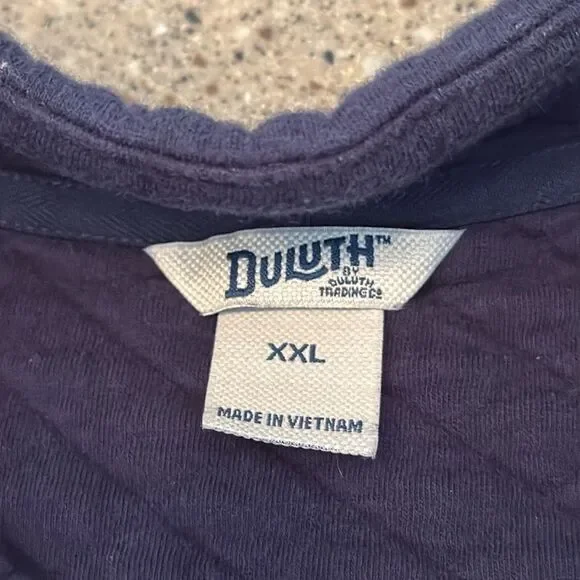 DULUTH™
BY
DULUTH
TRADING Co
XXL
MADE IN VIETNAM